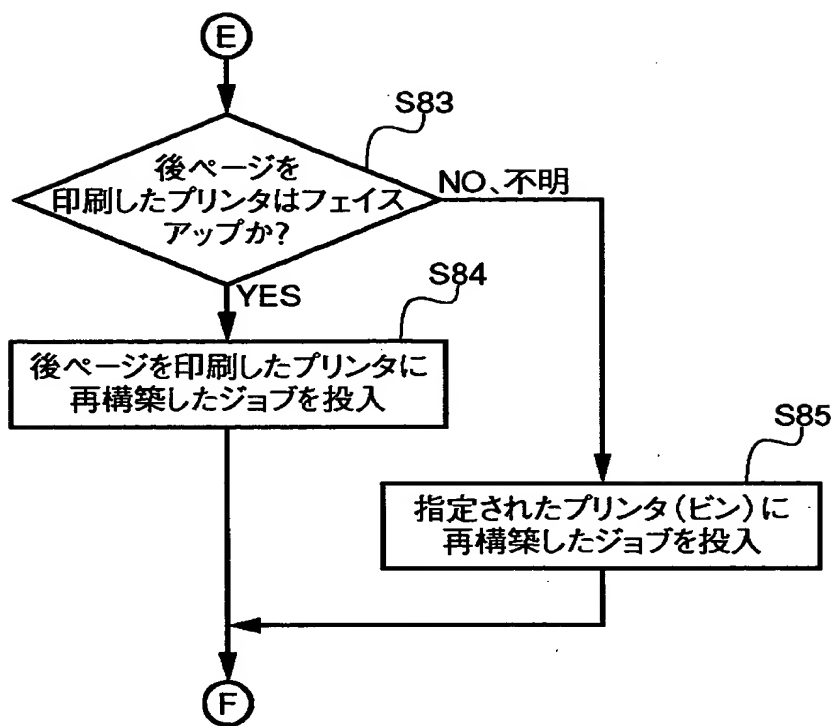 E
S83
後ページを
印刷したプリンタはフェイス
アップか?
NO、不明
YES
S84
後ページを印刷したプリンタに
再構築したジョブを投入
S85
指定されたプリンタ(ビン)に
再構築したジョブを投入
F